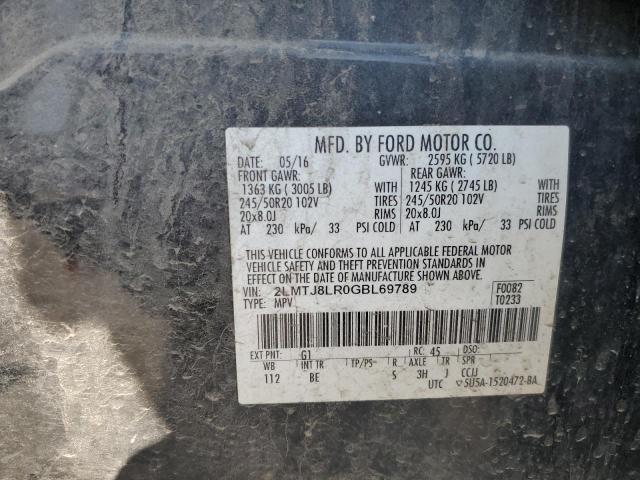 MFD. BY FORD MOTOR CO.
DATE: 05/16 GVWR: 2595 KG ( 5720 LB)
FRONT GAWR: REAR GAWR:
1363 KG ( 3005 LB) WITH 1245 KG ( 2745 LB) WITH
245/50R20 102V TIRES 245/50R20 102V TIRES
20x8.0J RIMS 20x8.0J RIMS
AT 230 kPa/ 33 PSI COLD AT 230 kPa/ 33 PSI COLD
THIS VEHICLE CONFORMS TO ALL APPLICABLE FEDERAL MOTOR
VEHICLE SAFETY AND THEFT PREVENTION STANDARDS IN
EFFECT ON THE DATE OF MANUFACTURE SHOWN ABOVE.
VIN: 2LMTJ8LR0GBL69789 F0082
TYPE: MPV T0233
EXT PNT: G1 RC: 45 DSO:
WB INT TR TP/PS R AXLE TR SPR
112 BE S 3H J CCIJ
UTC 5U5A-1520472-BA